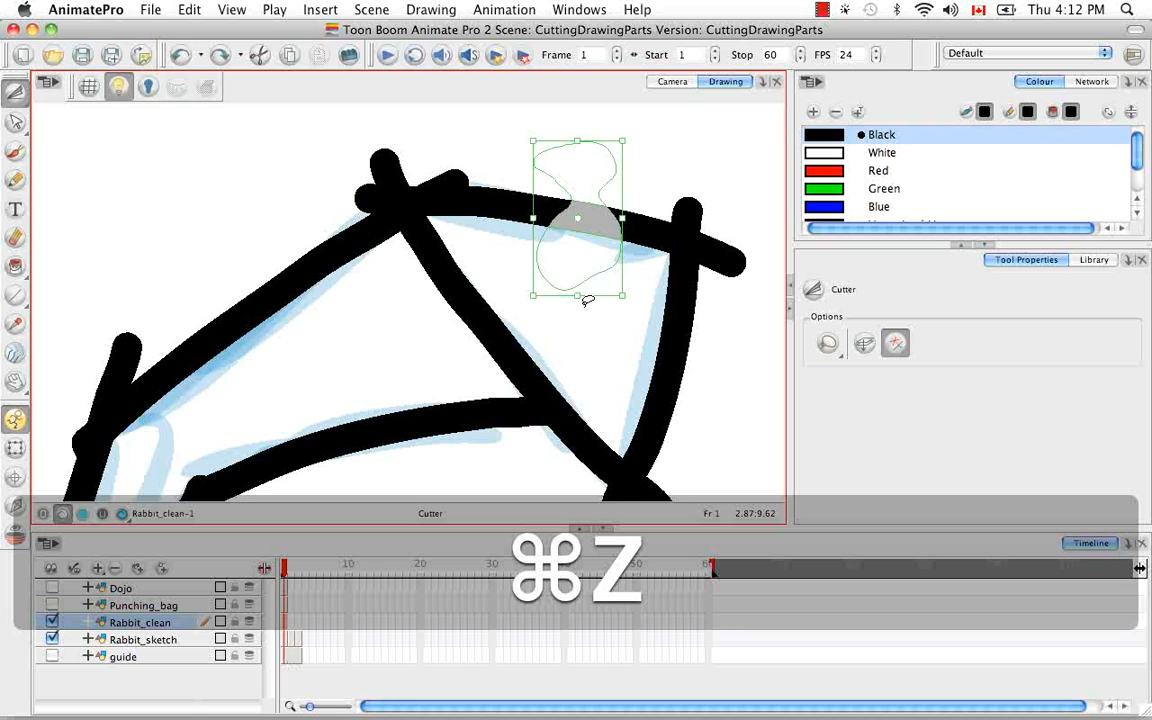 AnimatePro File Edit View Play Insert Scene Drawing Animation Windows Help Thu 4:12 PM
Toon Boom Animate Pro 2 Scene: CuttingDrawingParts Version: CuttingDrawingParts
Frame 1 Start 1 Stop 60 FPS 24 Default
Camera Drawing Colour Network
Black
White
Red
Green
Blue
Tool Properties Library
Cutter
Options
Rabbit_clean-1 Cutter Fr 1 2.87:9.62
⌘Z
Timeline
10 20 30 40 50
Dojo
Punching_bag
Rabbit_clean
Rabbit_sketch
guide